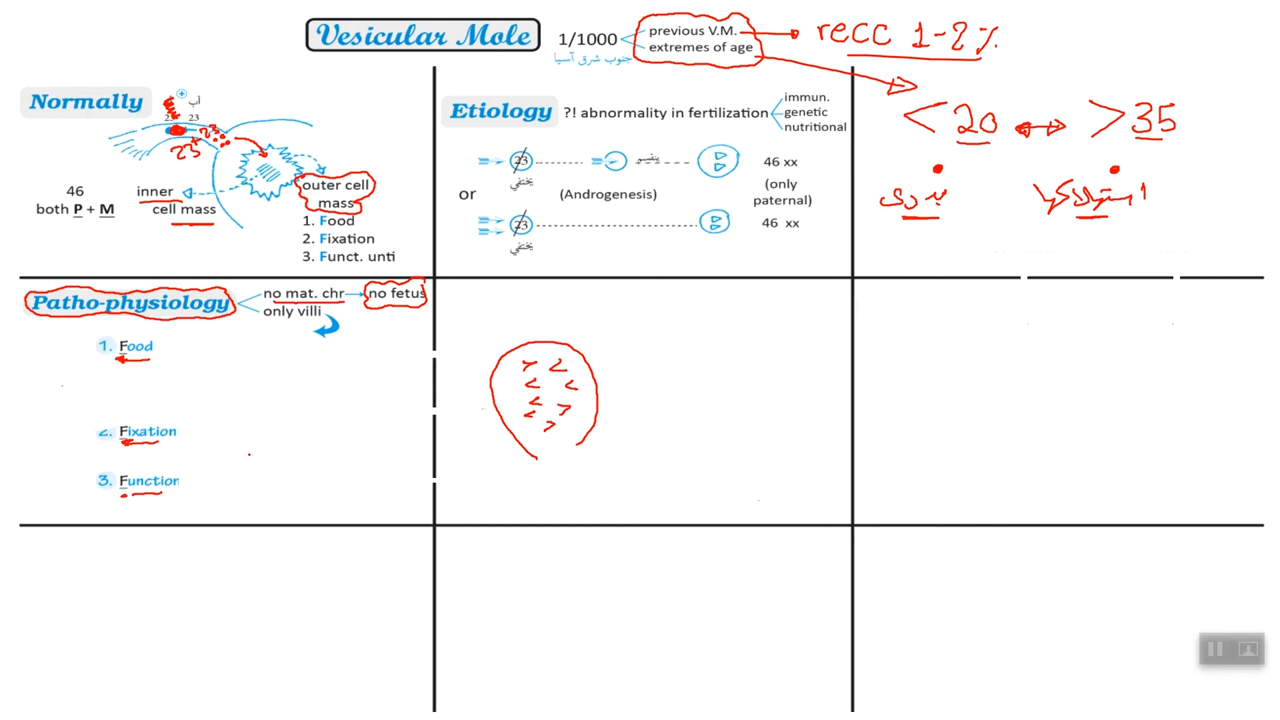 Vesicular Mole
1/1000
previous V.M.
extremes of age
جنوب شرق آسيا
recc 1-2%
< 20 ↔ > 35
بدرى
Normally
أب
23
23
23
46
both P + M
inner
cell mass
outer cell
mass
1. Food
2. Fixation
3. Funct. unti
Etiology
?! abnormality in fertilization
immun.
genetic
nutritional
23
يختفي
ينقسم
46 xx
(only
paternal)
or
(Androgenesis)
23
يختفي
46 xx
Patho-physiology
no mat. chr
no fetus
only villi
1. Food
2. Fixation
3. Function